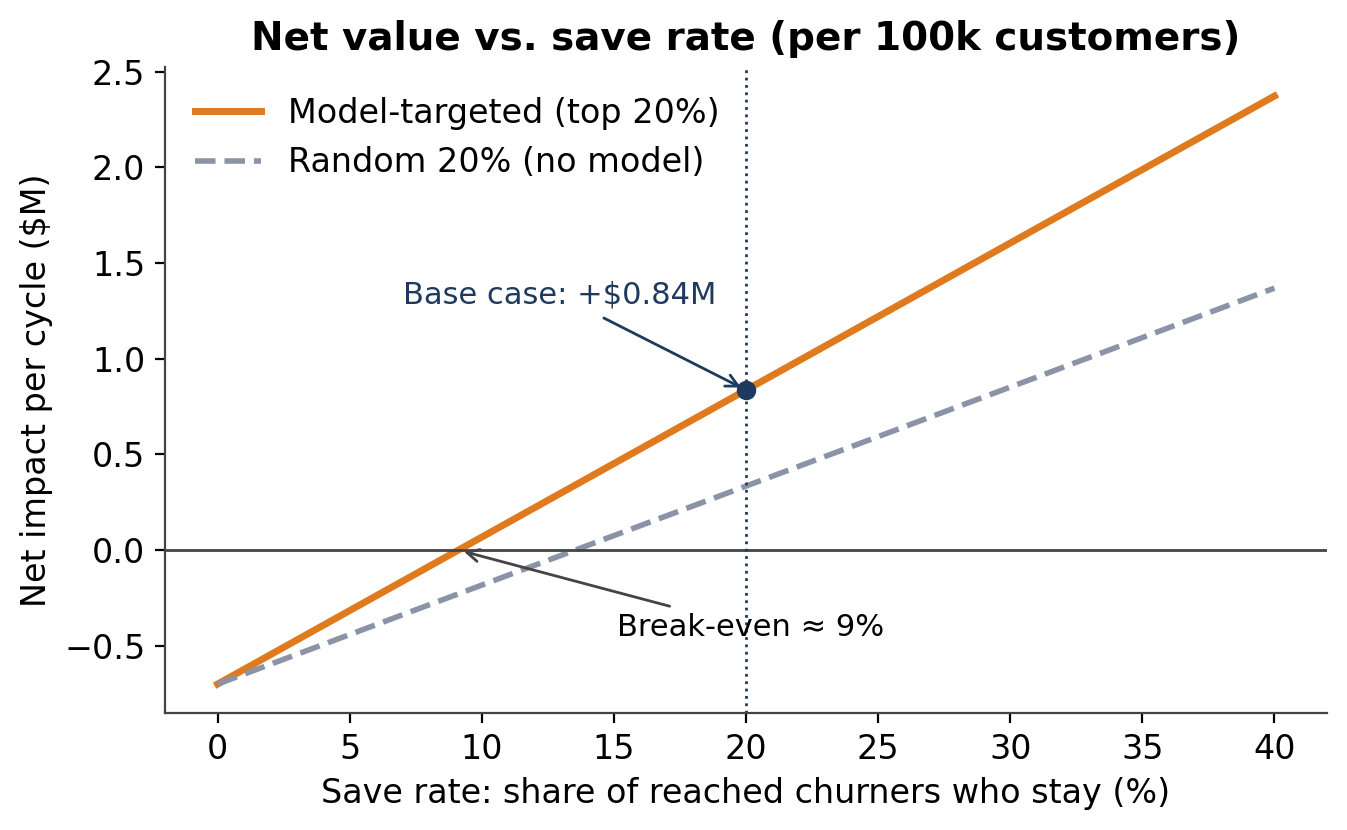 Net value vs. save rate (per 100k customers)
Net impact per cycle ($M)
2.5
2.0
1.5
1.0
0.5
0.0
−0.5
Model-targeted (top 20%)
Random 20% (no model)
Base case: +$0.84M
Break-even ≈ 9%
0 5 10 15 20 25 30 35 40
Save rate: share of reached churners who stay (%)